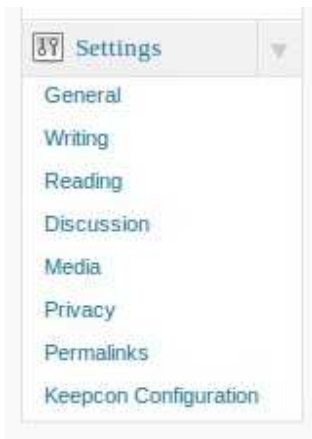 Settings
General
Writing
Reading
Discussion
Media
Privacy
Permalinks
Keepcon Configuration